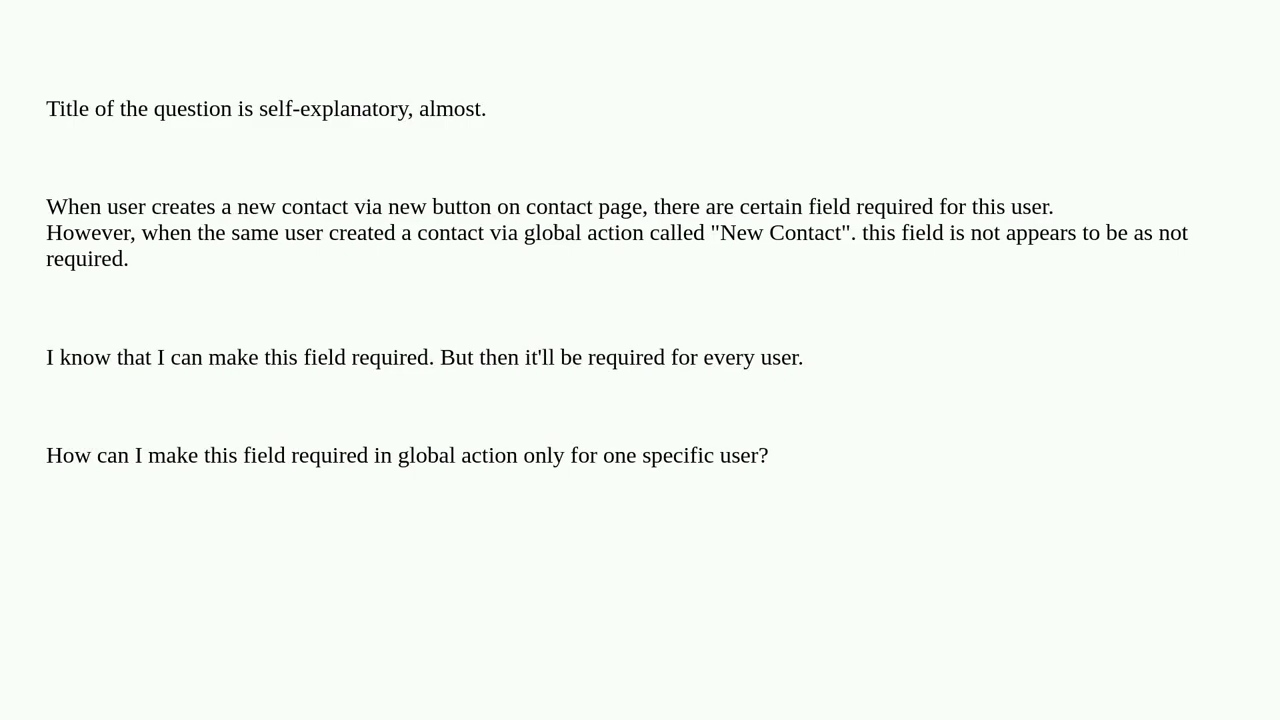 Title of the question is self-explanatory, almost.
When user creates a new contact via new button on contact page, there are certain field required for this user.
However, when the same user created a contact via global action called "New Contact". this field is not appears to be as not
required.
I know that I can make this field required. But then it'll be required for every user.
How can I make this field required in global action only for one specific user?